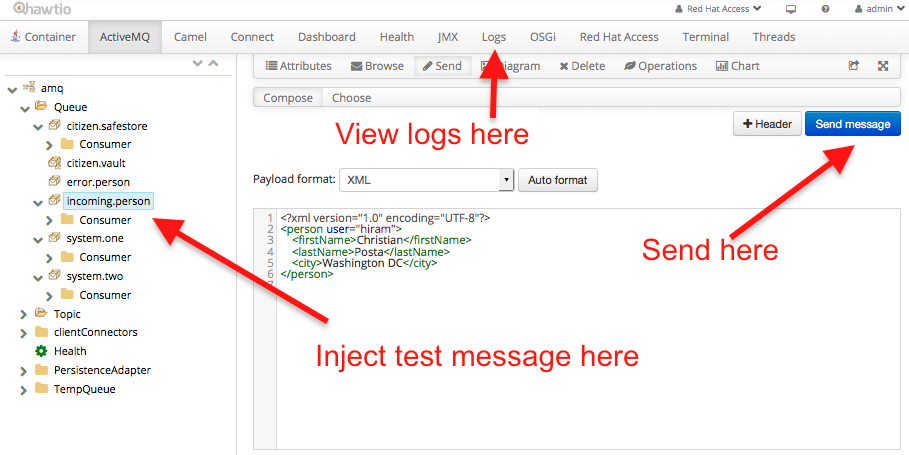 hawtio
Red Hat Access admin
Container ActiveMQ Camel Connect Dashboard Health JMX Logs OSGi Red Hat Access Terminal Threads
Attributes Browse Send Diagram Delete Operations Chart
Compose Choose
View logs here
+ Header Send message
Payload format: XML Auto format
amq
Queue
citizen.safestore
Consumer
citizen.vault
error.person
incoming.person
Consumer
system.one
Consumer
system.two
Consumer
Topic
clientConnectors
Health
PersistenceAdapter
TempQueue
1 <?xml version="1.0" encoding="UTF-8"?>
2 <person user="hiram">
3 <firstName>Christian</firstName>
4 <lastName>Posta</lastName>
5 <city>Washington DC</city>
6 </person>
7
Send here
Inject test message here